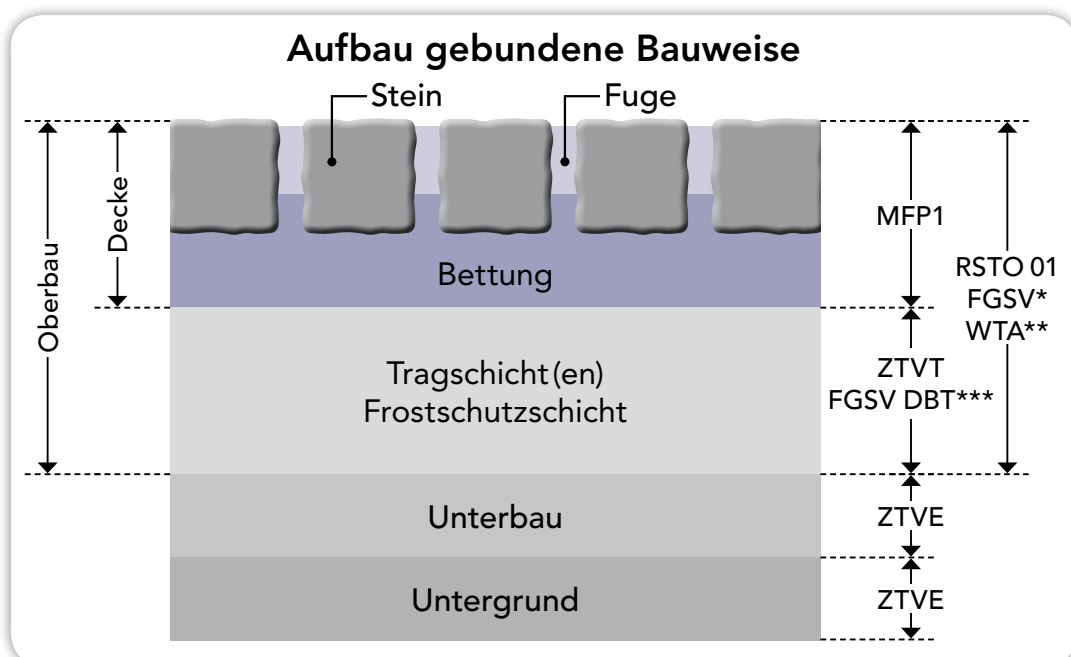 Aufbau gebundene Bauweise
Stein
Fuge
Oberbau
Decke
Bettung
MFP1
RSTO 01
FGSV*
WTA**
Tragschicht(en)
Frostschutzschicht
ZTVT
FGSV DBT***
Unterbau
ZTVE
Untergrund
ZTVE